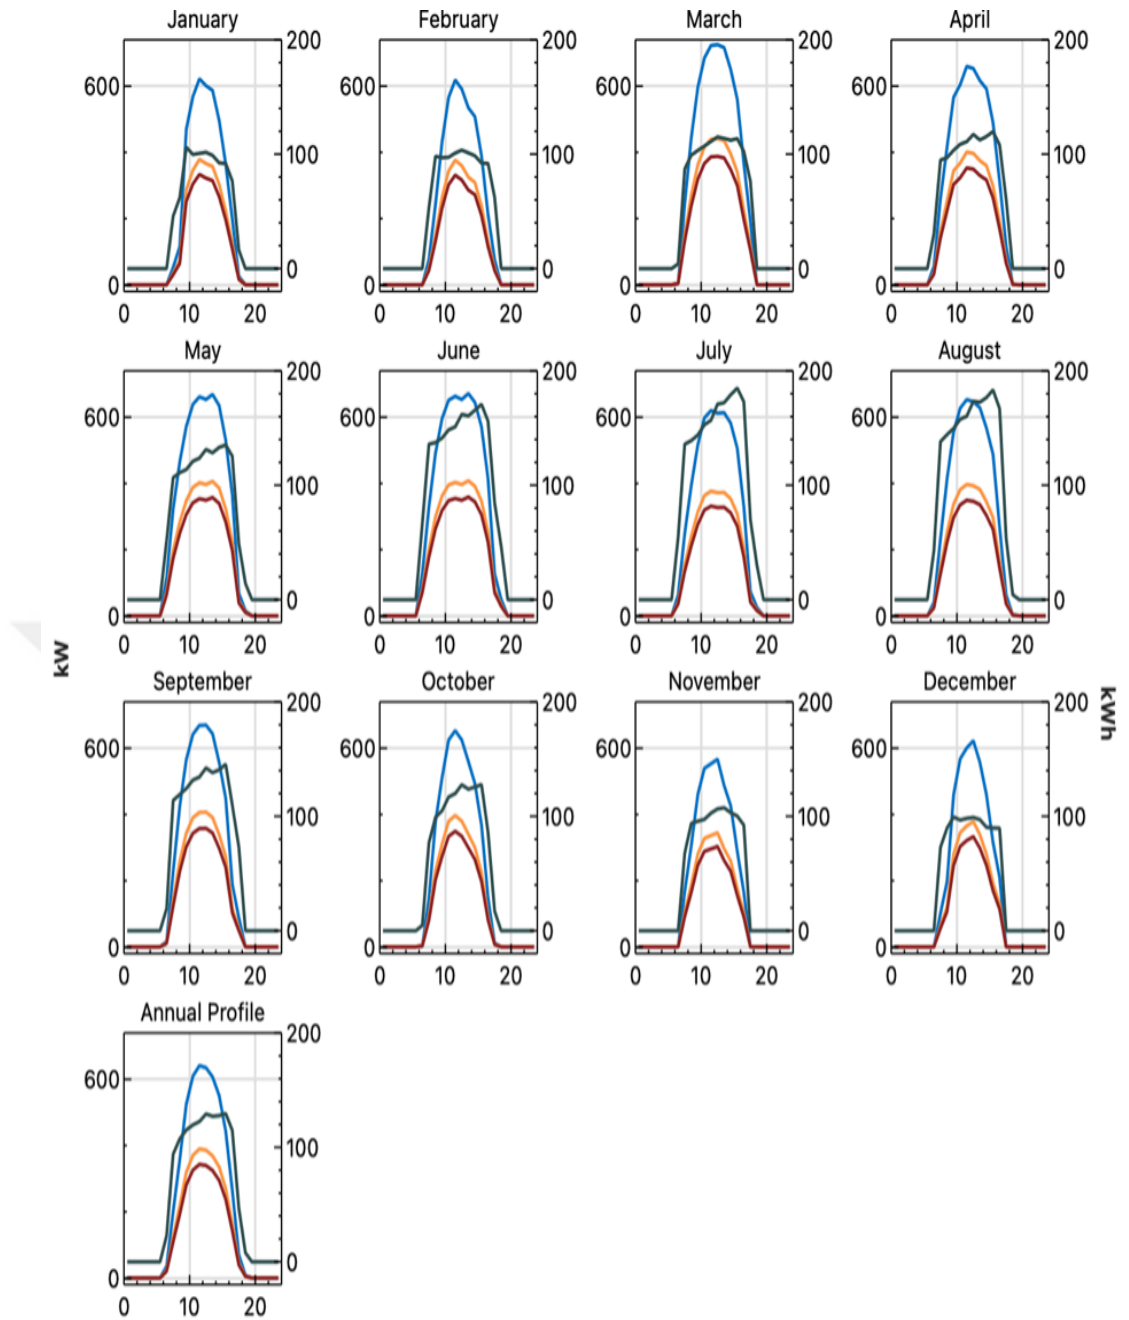 January February March April
200 200 200 200
600 600 600 600
100 100 100 100
0 0 0 0 0 0 0 0
0 10 20 0 10 20 0 10 20 0 10 20
May June July August
200 200 200 200
600 600 600 600
100 100 100 100
0 0 0 0 0 0 0 0
0 10 20 0 10 20 0 10 20 0 10 20
kW
September October November December
200 200 200 200
kWh
600 600 600 600
100 100 100 100
0 0 0 0 0 0 0 0
0 10 20 0 10 20 0 10 20 0 10 20
Annual Profile
200
600
100
0 0
0 10 20